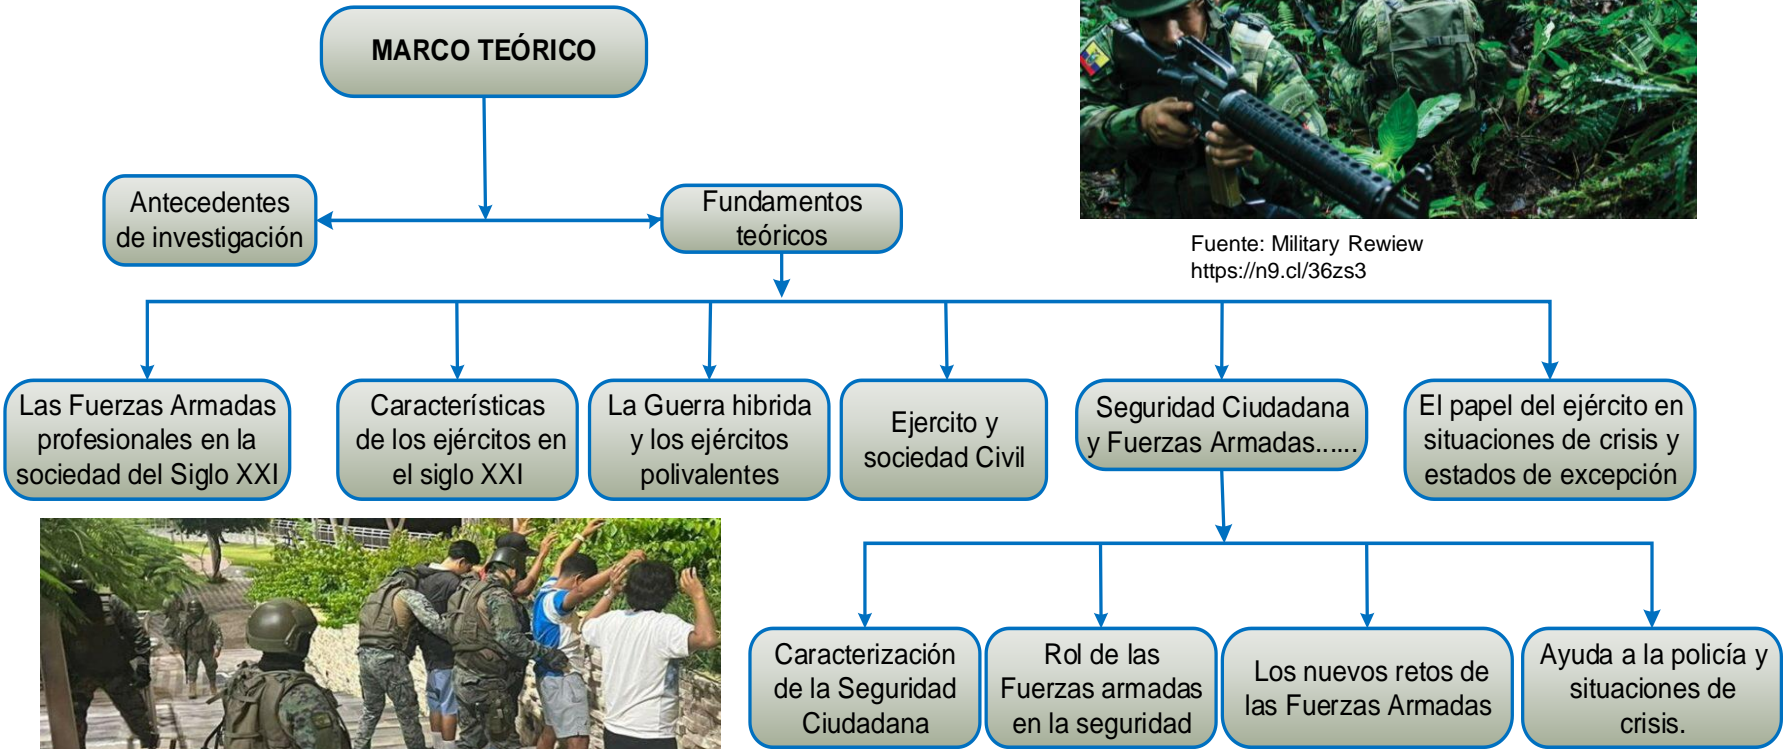 MARCO TEÓRICO
Antecedentes
de investigación
Fundamentos
teóricos
Fuente: Military Rewiew
https://n9.cl/36zs3
Las Fuerzas Armadas
profesionales en la
sociedad del Siglo XXI
Características
de los ejércitos en
el siglo XXI
La Guerra hibrida
y los ejércitos
polivalentes
Ejercito y
sociedad Civil
Seguridad Ciudadana
y Fuerzas Armadas......
El papel del ejército en
situaciones de crisis y
estados de excepción
Caracterización
de la Seguridad
Ciudadana
Rol de las
Fuerzas armadas
en la seguridad
Los nuevos retos de
las Fuerzas Armadas
Ayuda a la policía y
situaciones de
crisis.